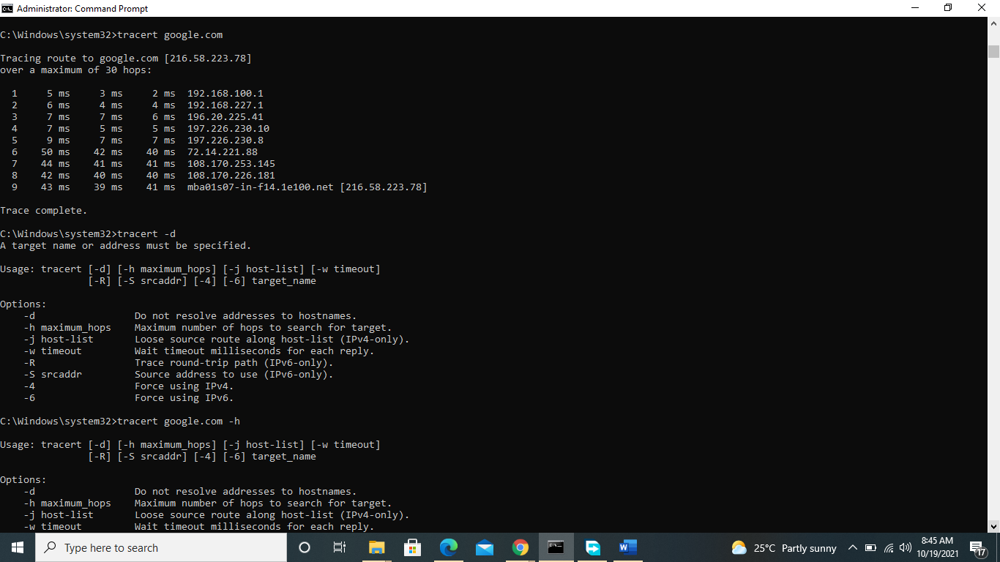 Administrator: Command Prompt
C:\Windows\system32>tracert google.com
Tracing route to google.com [216.58.223.78]
over a maximum of 30 hops:
  1     5 ms     3 ms     2 ms  192.168.100.1
  2     6 ms     4 ms     4 ms  192.168.227.1
  3     7 ms     7 ms     6 ms  196.20.225.41
  4     7 ms     5 ms     5 ms  197.226.230.10
  5     9 ms     7 ms     7 ms  197.226.230.8
  6    50 ms    42 ms    40 ms  72.14.221.88
  7    44 ms    41 ms    41 ms  108.170.253.145
  8    42 ms    40 ms    40 ms  108.170.226.181
  9    43 ms    39 ms    41 ms  mba01s07-in-f14.1e100.net [216.58.223.78]
Trace complete.
C:\Windows\system32>tracert -d
A target name or address must be specified.
Usage: tracert [-d] [-h maximum_hops] [-j host-list] [-w timeout]
               [-R] [-S srcaddr] [-4] [-6] target_name
Options:
    -d                 Do not resolve addresses to hostnames.
    -h maximum_hops    Maximum number of hops to search for target.
    -j host-list       Loose source route along host-list (IPv4-only).
    -w timeout         Wait timeout milliseconds for each reply.
    -R                 Trace round-trip path (IPv6-only).
    -S srcaddr         Source address to use (IPv6-only).
    -4                 Force using IPv4.
    -6                 Force using IPv6.
C:\Windows\system32>tracert google.com -h
Usage: tracert [-d] [-h maximum_hops] [-j host-list] [-w timeout]
               [-R] [-S srcaddr] [-4] [-6] target_name
Options:
    -d                 Do not resolve addresses to hostnames.
    -h maximum_hops    Maximum number of hops to search for target.
    -j host-list       Loose source route along host-list (IPv4-only).
    -w timeout         Wait timeout milliseconds for each reply.
Type here to search
25°C Partly sunny
8:45 AM
10/19/2021
17